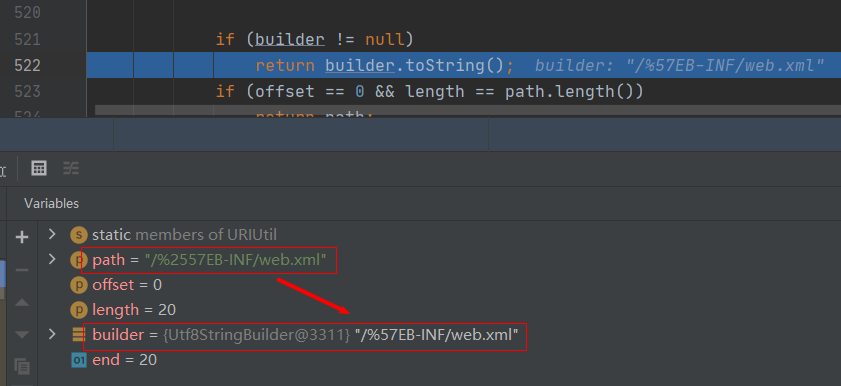 520
521 if (builder != null)
522 return builder.toString(); builder: "/%57EB-INF/web.xml"
523 if (offset == 0 && length == path.length())
524 return path;
Variables
static members of URIUtil
path = "/%2557EB-INF/web.xml"
offset = 0
length = 20
builder = {Utf8StringBuilder@3311} "/%57EB-INF/web.xml"
end = 20